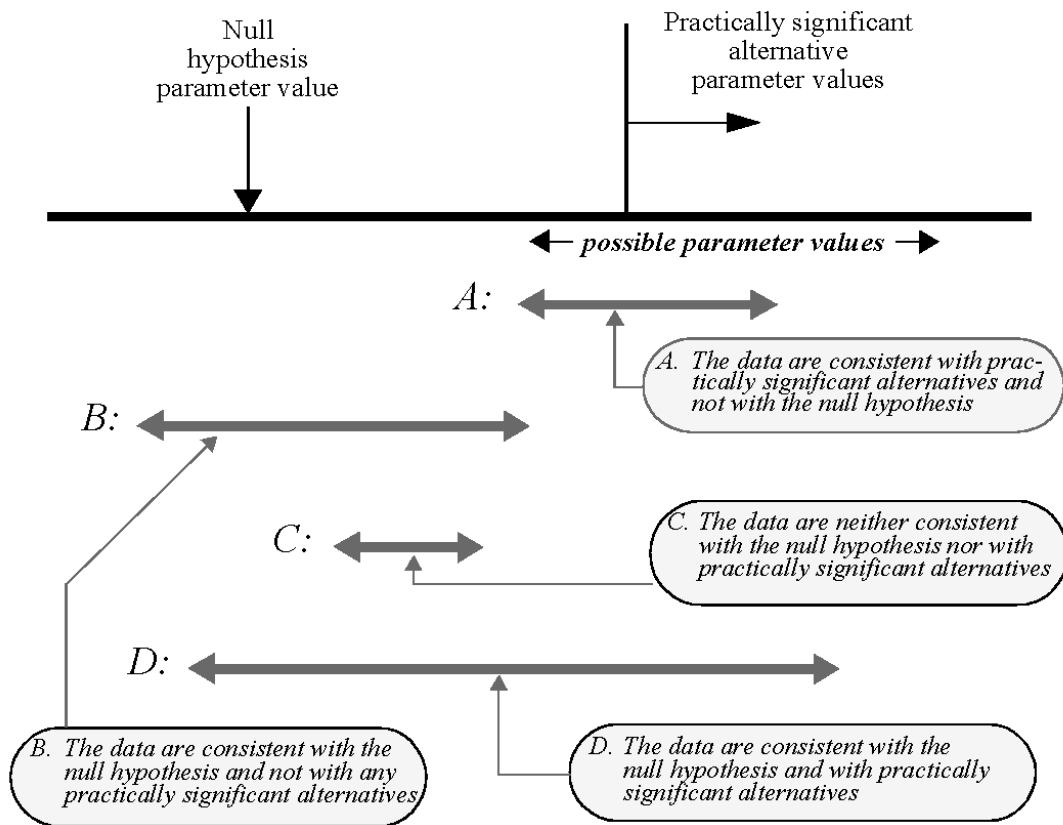 Null
hypothesis
parameter value
Practically significant
alternative
parameter values
possible parameter values
A:
A. The data are consistent with prac-
tically significant alternatives and
not with the null hypothesis
B:
C:
C. The data are neither consistent
with the null hypothesis nor with
practically significant alternatives
D:
B. The data are consistent with the
null hypothesis and not with any
practically significant alternatives
D. The data are consistent with the
null hypothesis and with practically
significant alternatives